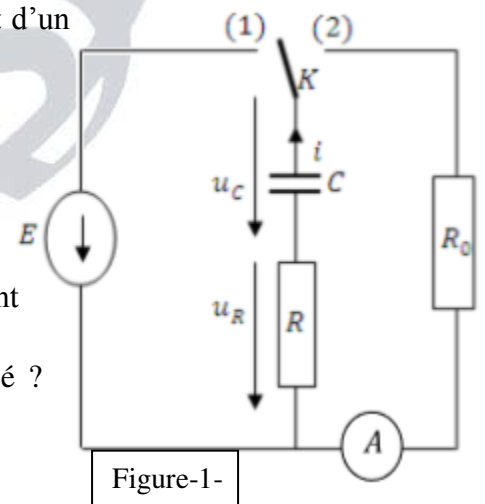 t d’un
(1) (2)
K
i
u_C C
E
R_0
nt
u_R R
é ?
A
Figure-1-